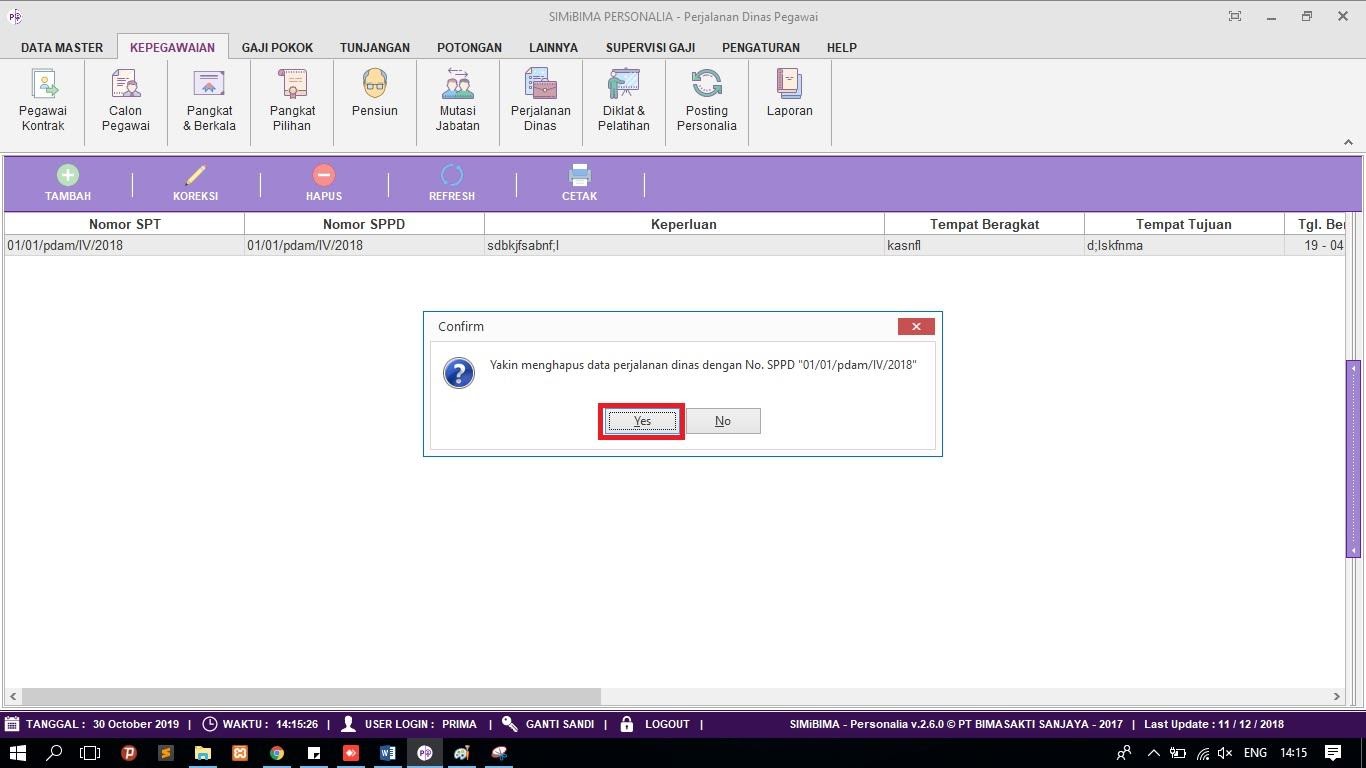 SIMiBIMA PERSONALIA - Perjalanan Dinas Pegawai
DATA MASTER KEPEGAWAIAN GAJI POKOK TUNJANGAN POTONGAN LAINNYA SUPERVISI GAJI PENGATURAN HELP
Pegawai Kontrak
Calon Pegawai
Pangkat & Berkala
Pangkat Pilihan
Pensiun
Mutasi Jabatan
Perjalanan Dinas
Diklat & Pelatihan
Posting Personalia
Laporan
TAMBAH KOREKSI HAPUS REFRESH CETAK
Nomor SPT Nomor SPPD Keperluan Tempat Beragkat Tempat Tujuan Tgl. Ber
01/01/pdam/IV/2018 01/01/pdam/IV/2018 sdbkjfsabnf;l kasnfl d;lskfnma 19 - 04
Confirm
Yakin menghapus data perjalanan dinas dengan No. SPPD "01/01/pdam/IV/2018"
Yes No
TANGGAL : 30 October 2019 | WAKTU : 14:15:26 | USER LOGIN : PRIMA | GANTI SANDI | LOGOUT | SIMiBIMA - Personalia v.2.6.0 © PT BIMASAKTI SANJAYA - 2017 | Last Update : 11 / 12 / 2018
ENG 14:15